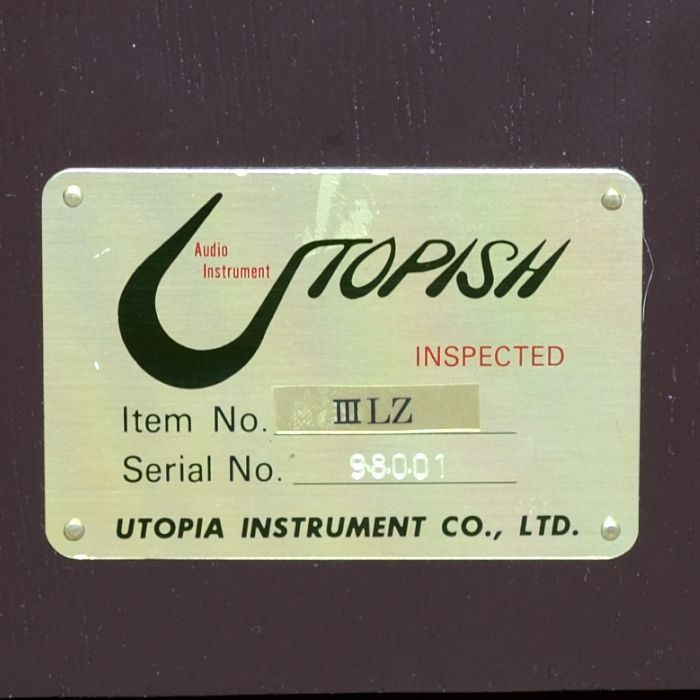 Audio
Instrument
UTOPISH
INSPECTED
Item No. ⅢLZ
Serial No. 98001
UTOPIA INSTRUMENT CO., LTD.